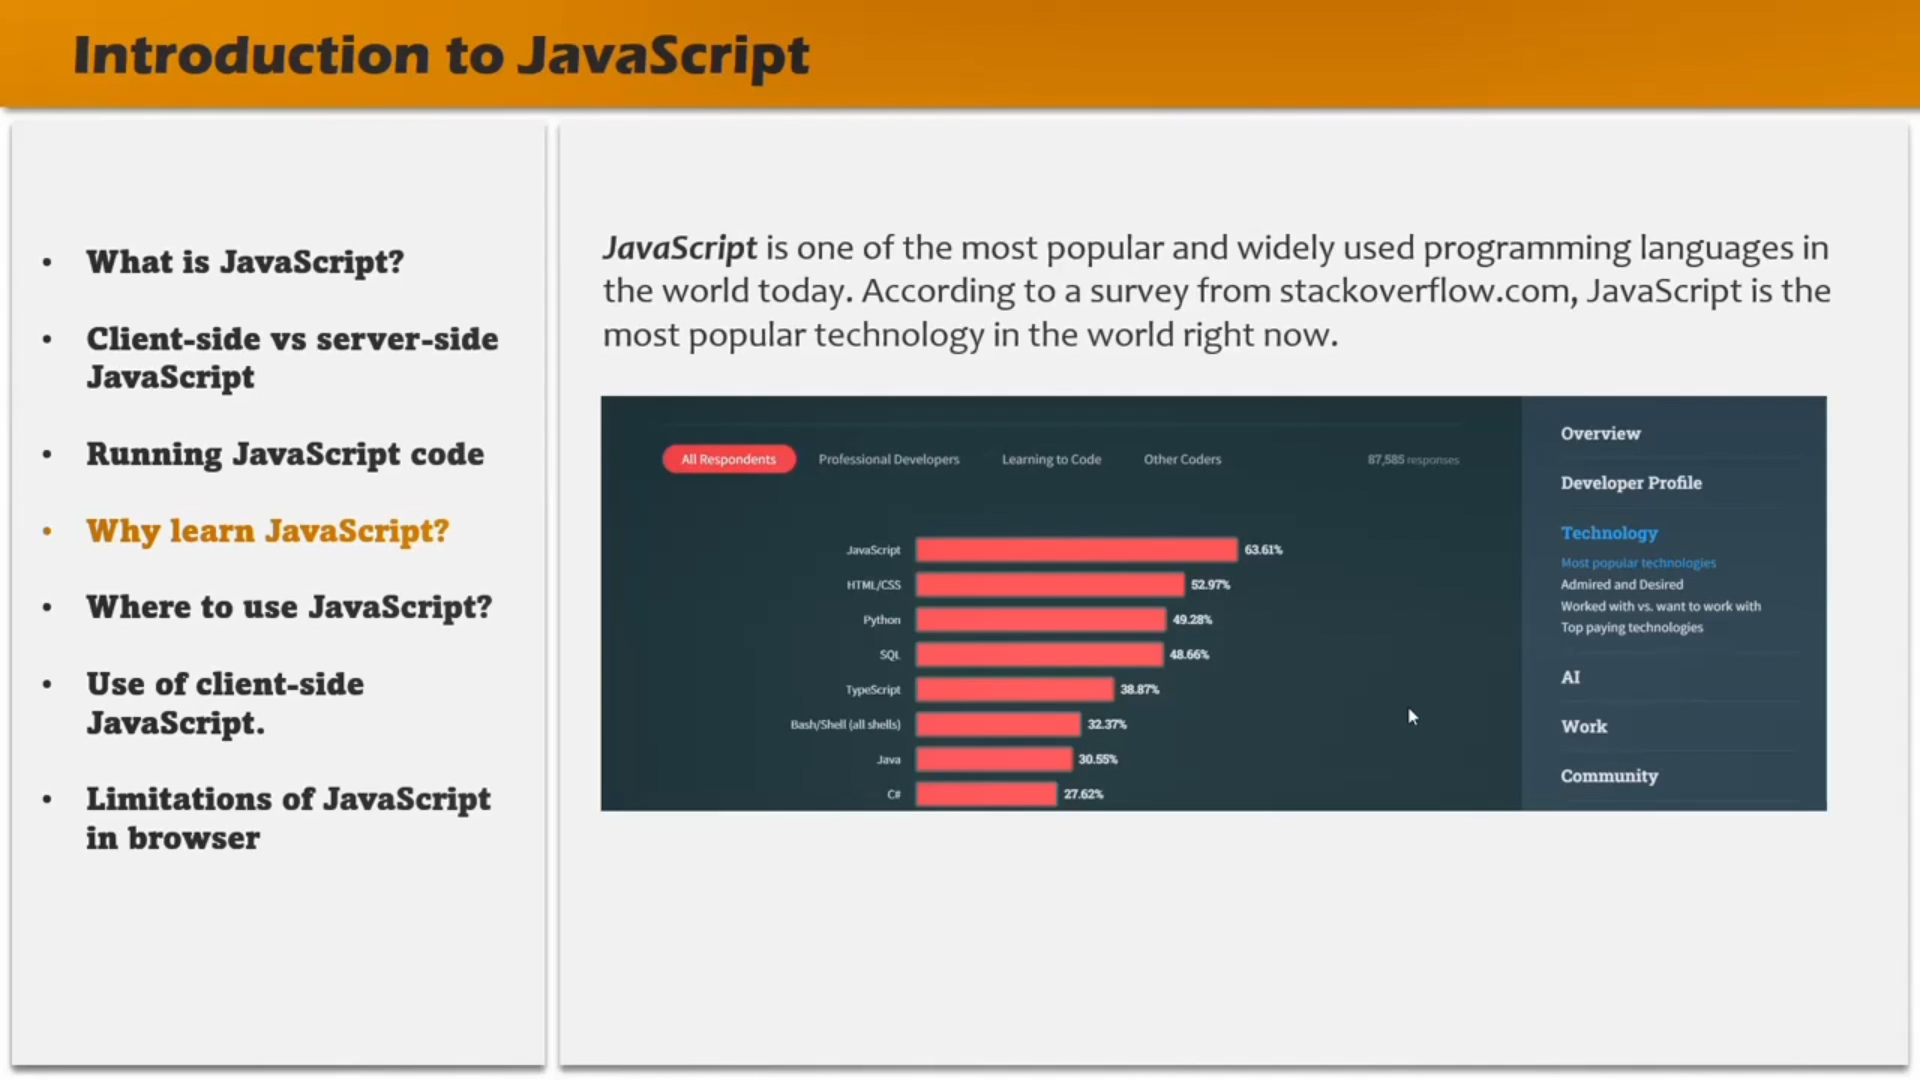 Introduction to JavaScript
• What is JavaScript?
• Client-side vs server-side
JavaScript
• Running JavaScript code
• Why learn JavaScript?
• Where to use JavaScript?
• Use of client-side
JavaScript.
• Limitations of JavaScript
in browser
JavaScript is one of the most popular and widely used programming languages in
the world today. According to a survey from stackoverflow.com, JavaScript is the
most popular technology in the world right now.
All Respondents Professional Developers Learning to Code Other Coders 87,585 responses
JavaScript 63.61%
HTML/CSS 52.97%
Python 49.28%
SQL 48.66%
TypeScript 38.87%
Bash/Shell (all shells) 32.37%
Java 30.55%
C# 27.62%
Overview
Developer Profile
Technology
Most popular technologies
Admired and Desired
Worked with vs. want to work with
Top paying technologies
AI
Work
Community